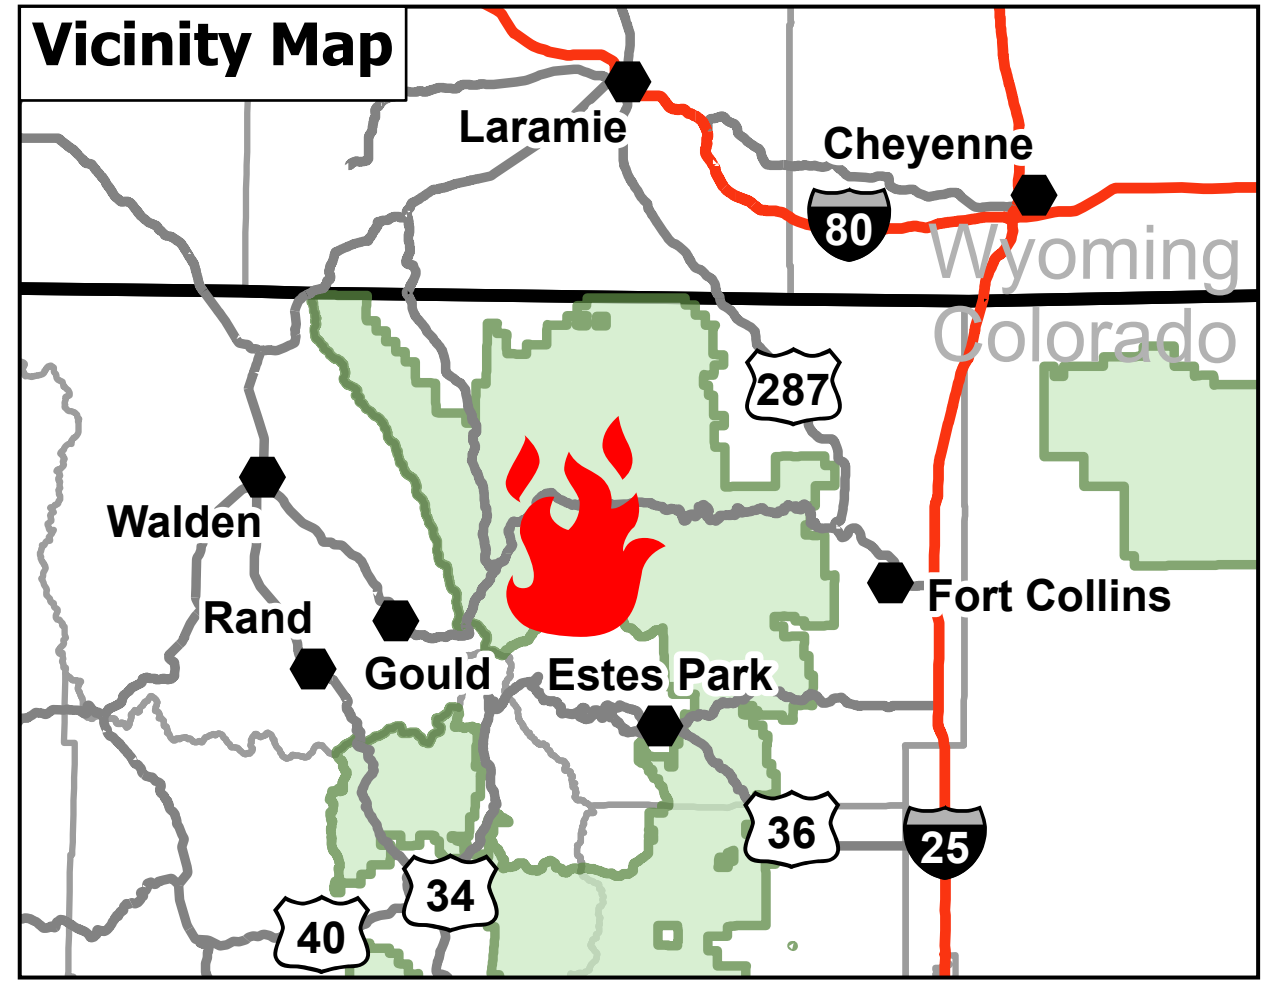 Vicinity Map
Laramie
Cheyenne
80
Wyoming
Colorado
287
Walden
Fort Collins
Rand
Gould
Estes Park
36
25
34
40